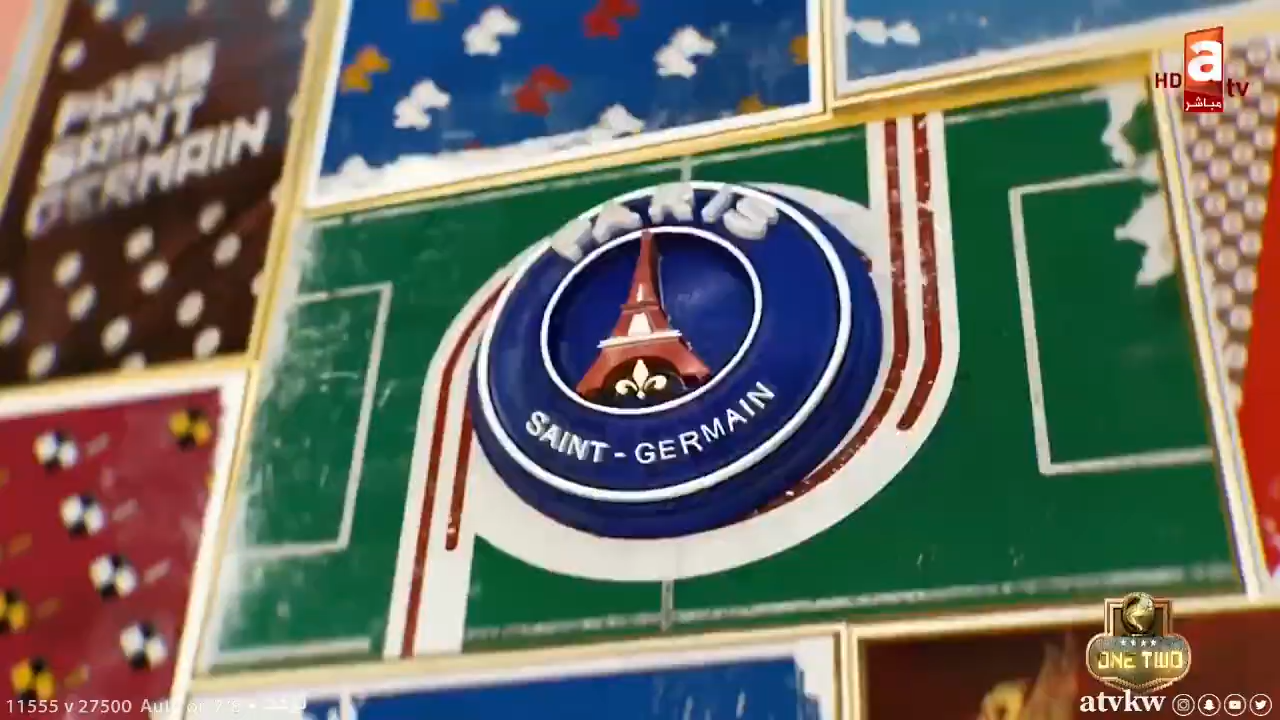 PARIS
SAINT
GERMAIN
HD a tv
مباشر
PARIS
SAINT-GERMAIN
ONE TWO
atvkw
11555 v 27500